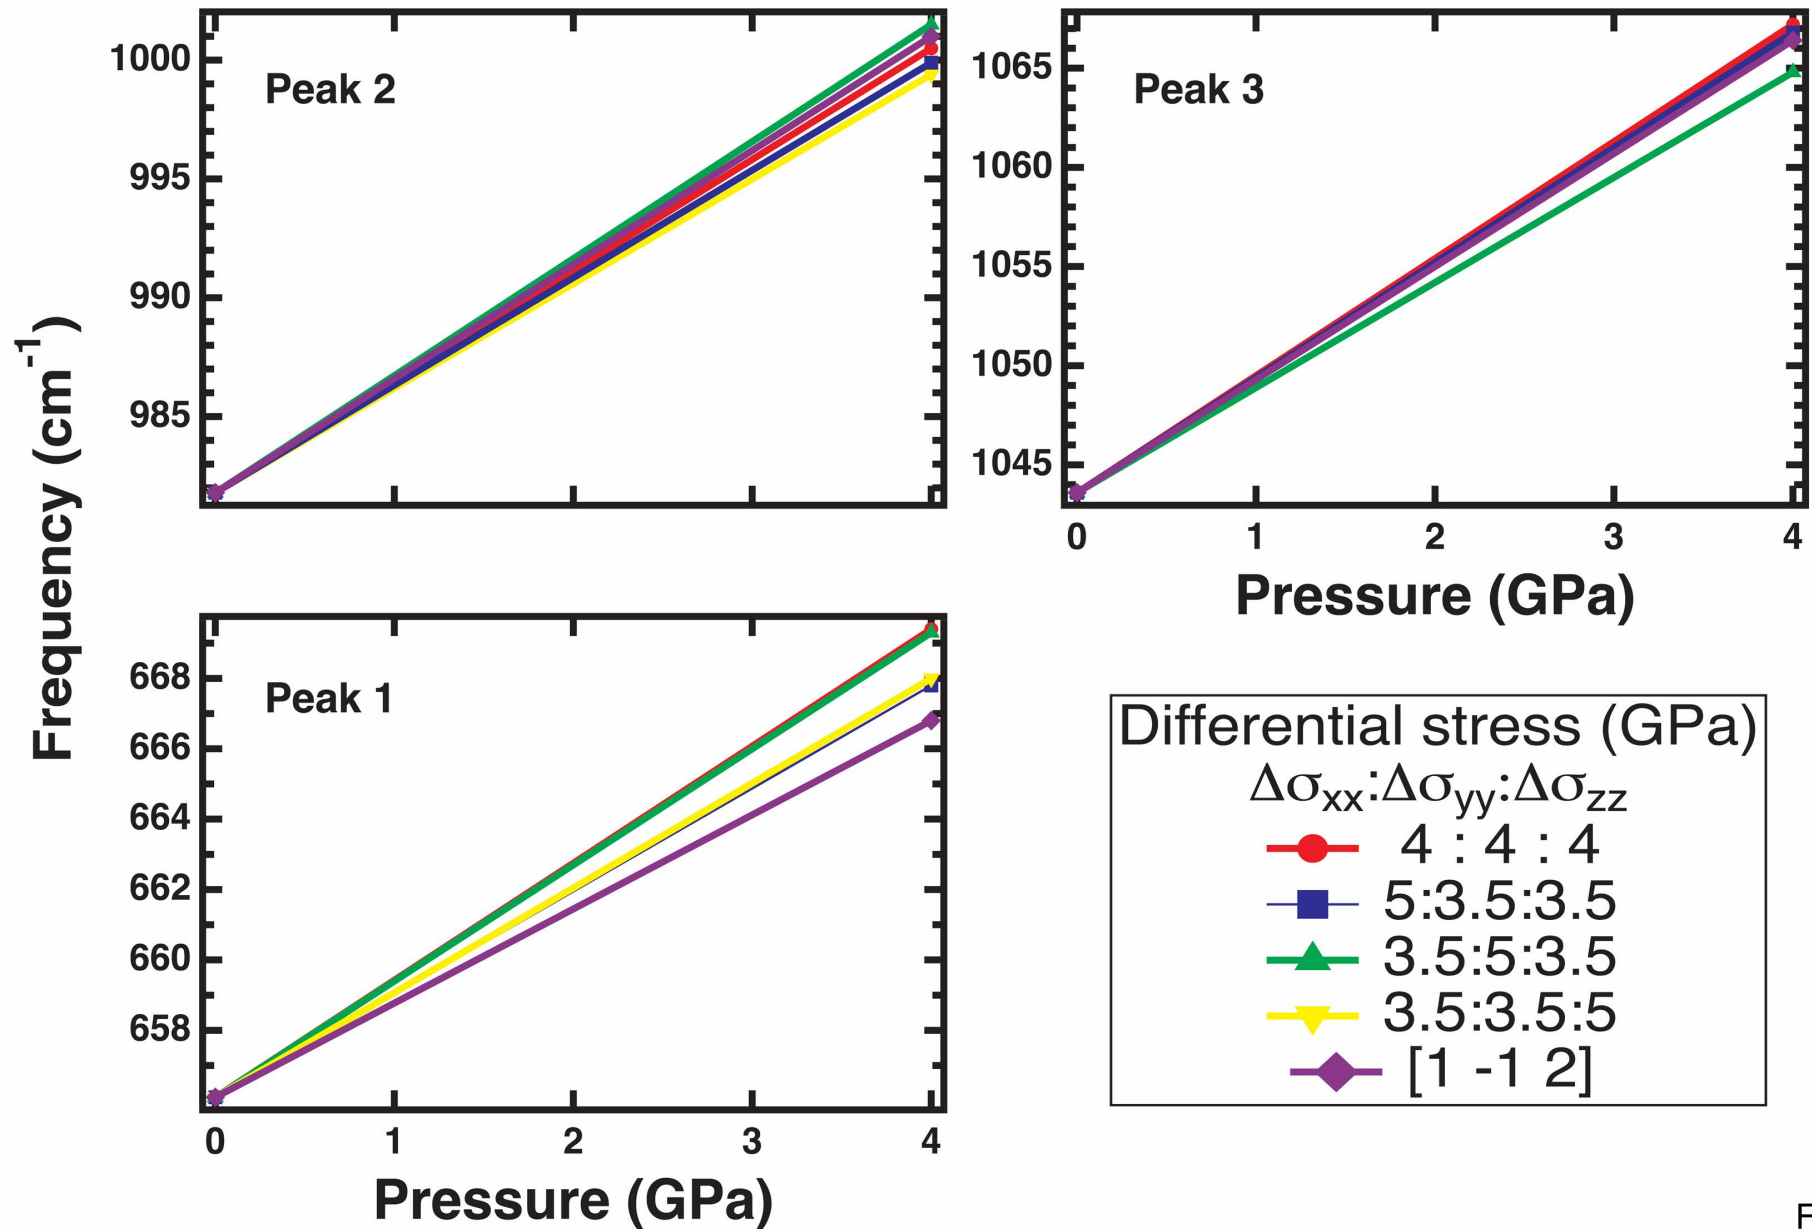 Frequency (cm-1)
Peak 2
1000
995
990
985
Peak 3
1065
1060
1055
1050
1045
0 1 2 3 4
Pressure (GPa)
Peak 1
668
666
664
662
660
658
0 1 2 3 4
Pressure (GPa)
Differential stress (GPa)
Δσxx:Δσyy:Δσzz
4 : 4 : 4
5:3.5:3.5
3.5:5:3.5
3.5:3.5:5
[1 -1 2]